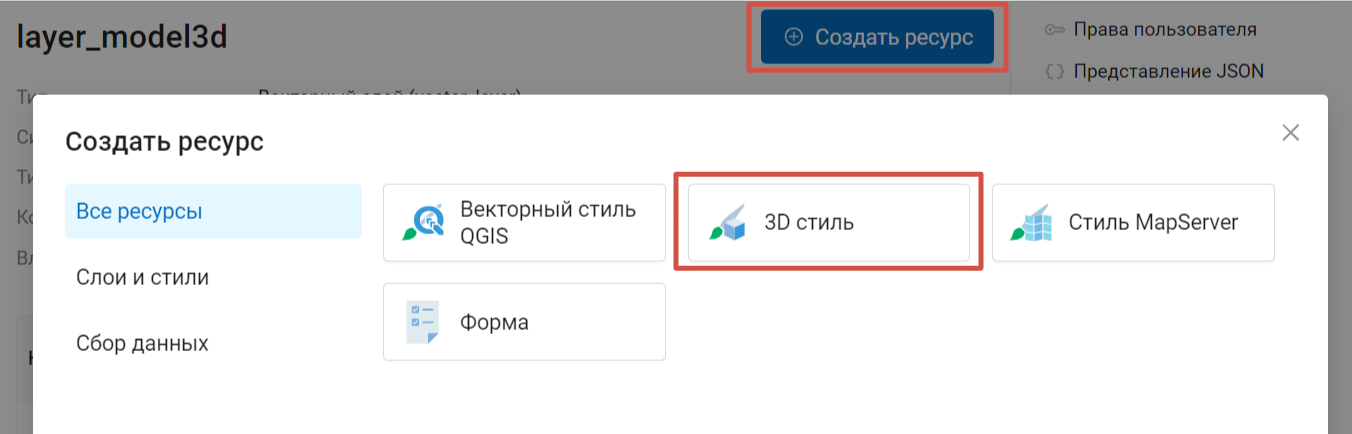 layer_model3d
Создать ресурс
Права пользователя
Представление JSON
Создать ресурс
Все ресурсы
Слои и стили
Сбор данных
Векторный стиль
QGIS
3D стиль
Стиль MapServer
Форма